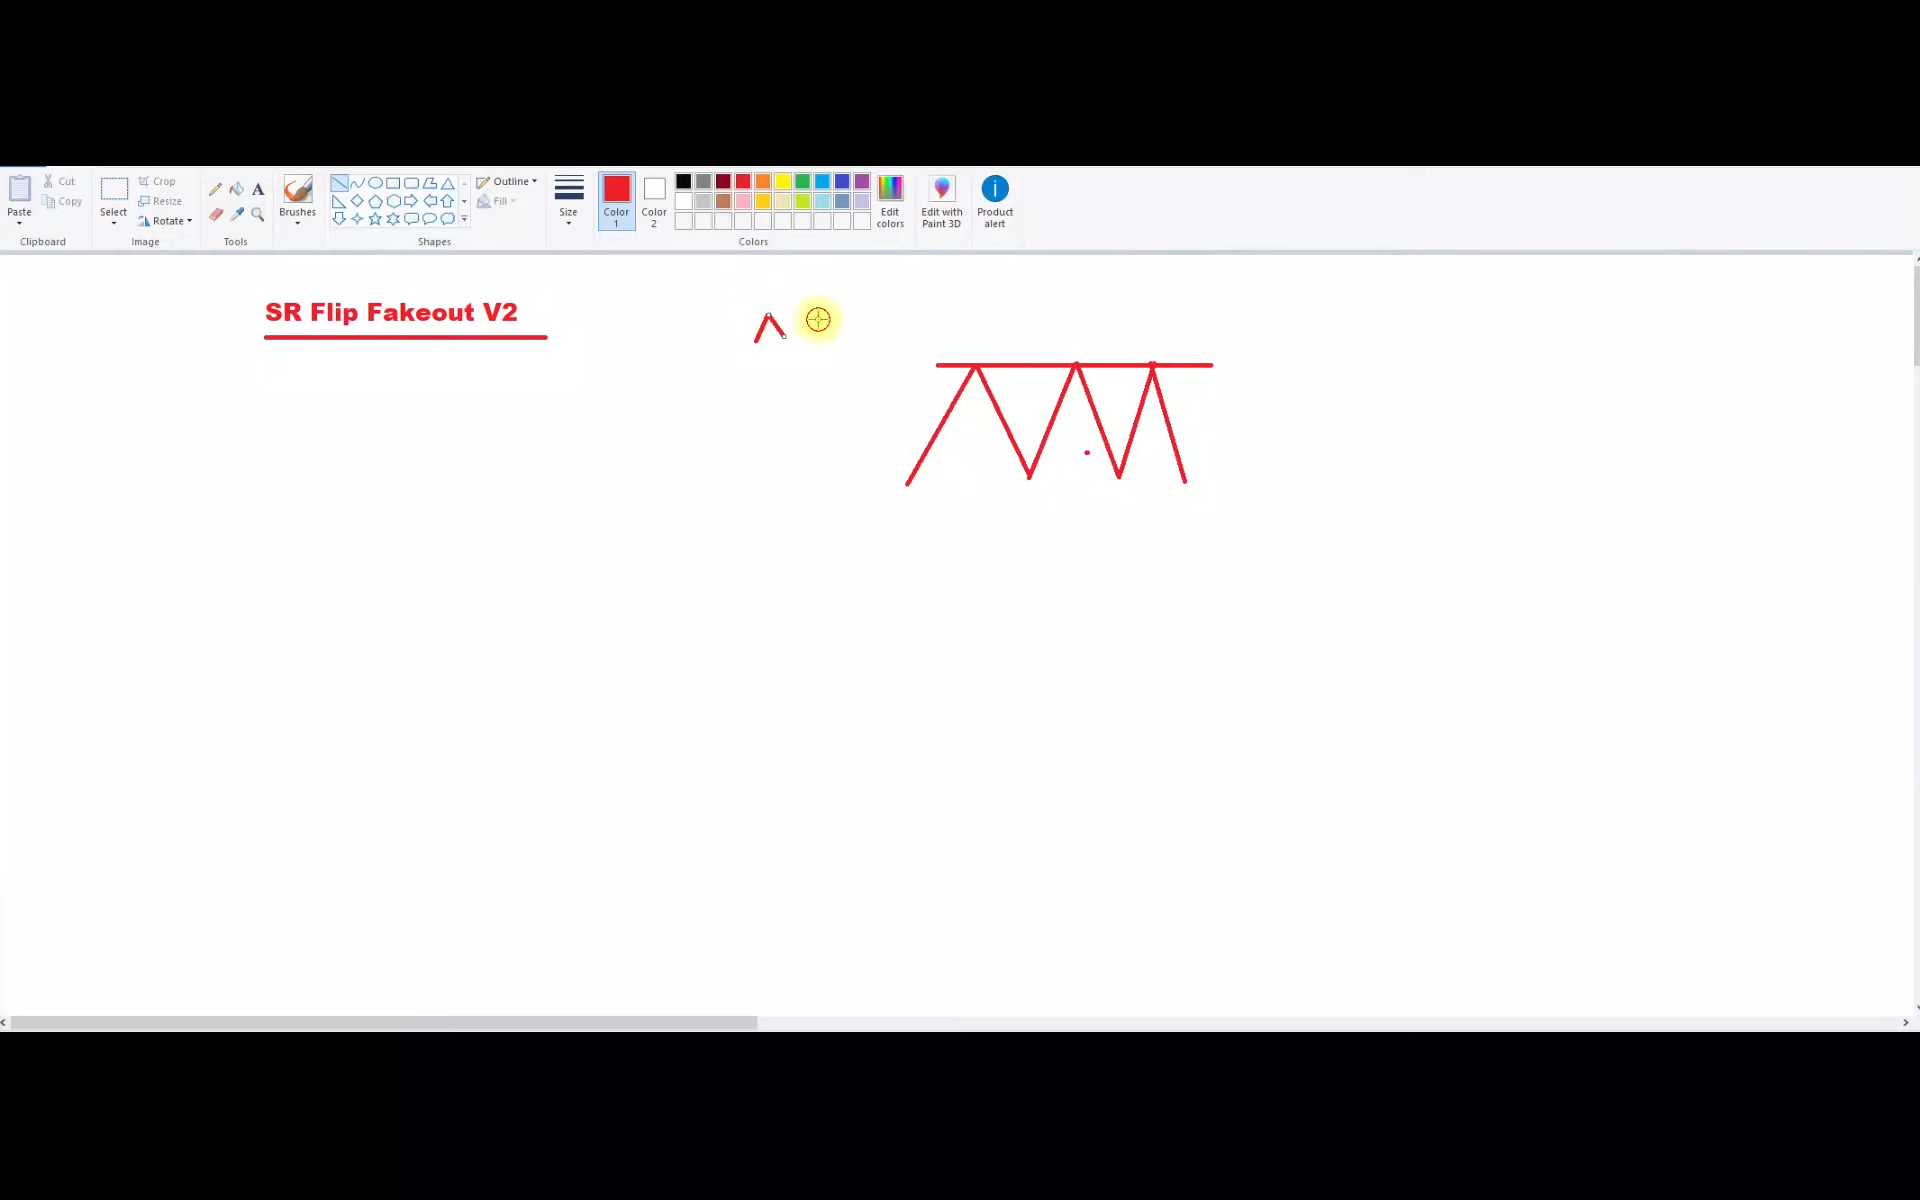 Cut
Copy
Paste
Clipboard
Select
Crop
Resize
Rotate
Image
A
Tools
Brushes
Shapes
Outline
Fill
Size
Color
1
Color
2
Colors
Edit
colors
Edit with
Paint 3D
Product
alert
SR Flip Fakeout V2